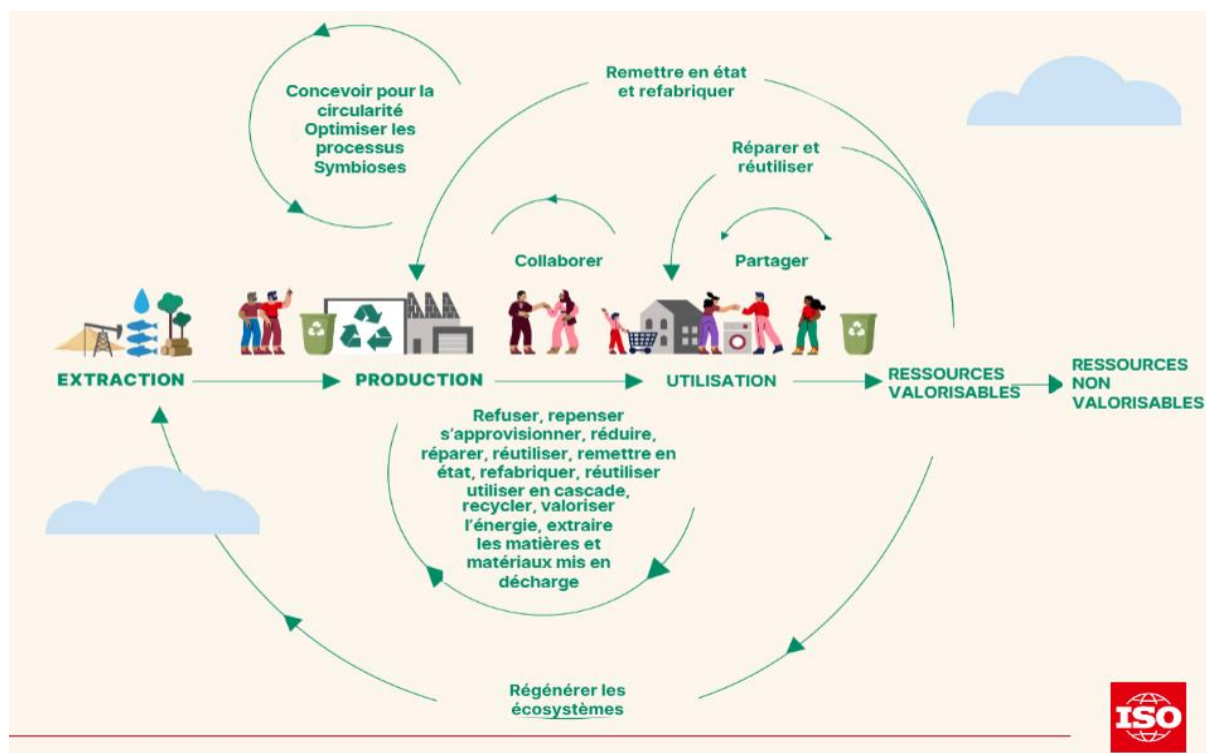 Concevoir pour la
circularité
Optimiser les
processus
Symbioses
Remettre en état
et refabriquer
Réparer et
réutiliser
Collaborer
Partager
EXTRACTION
PRODUCTION
UTILISATION
RESSOURCES
VALORISABLES
RESSOURCES
NON
VALORISABLES
Refuser, repenser
s'approvisionner, réduire,
réparer, réutiliser, remettre en
état, refabriquer, réutiliser
utiliser en cascade,
recycler, valoriser
l'énergie, extraire
les matières et
matériaux mis en
décharge
Régénérer les
écosystèmes
ISO